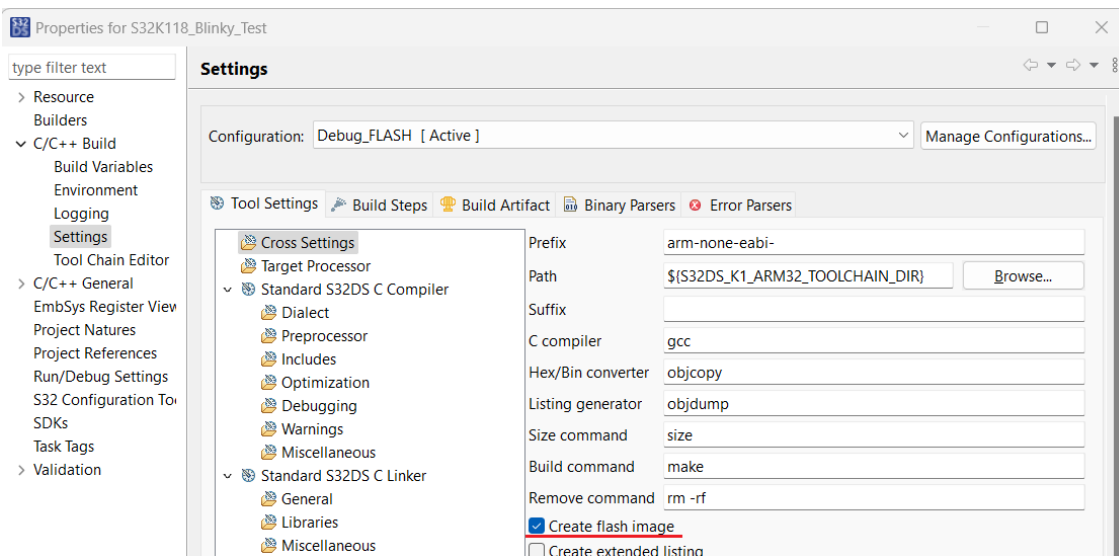 Properties for S32K118_Blinky_Test
type filter text
Resource
Builders
C/C++ Build
Build Variables
Environment
Logging
Settings
Tool Chain Editor
C/C++ General
EmbSys Register View
Project Natures
Project References
Run/Debug Settings
S32 Configuration To
SDKs
Task Tags
Validation
Settings
Configuration: Debug_FLASH [ Active ]
Manage Configurations...
Tool Settings Build Steps Build Artifact Binary Parsers Error Parsers
Cross Settings
Target Processor
Standard S32DS C Compiler
Dialect
Preprocessor
Includes
Optimization
Debugging
Warnings
Miscellaneous
Standard S32DS C Linker
General
Libraries
Miscellaneous
Prefix arm-none-eabi-
Path ${S32DS_K1_ARM32_TOOLCHAIN_DIR} Browse...
Suffix
C compiler gcc
Hex/Bin converter objcopy
Listing generator objdump
Size command size
Build command make
Remove command rm -rf
Create flash image
Create extended listing